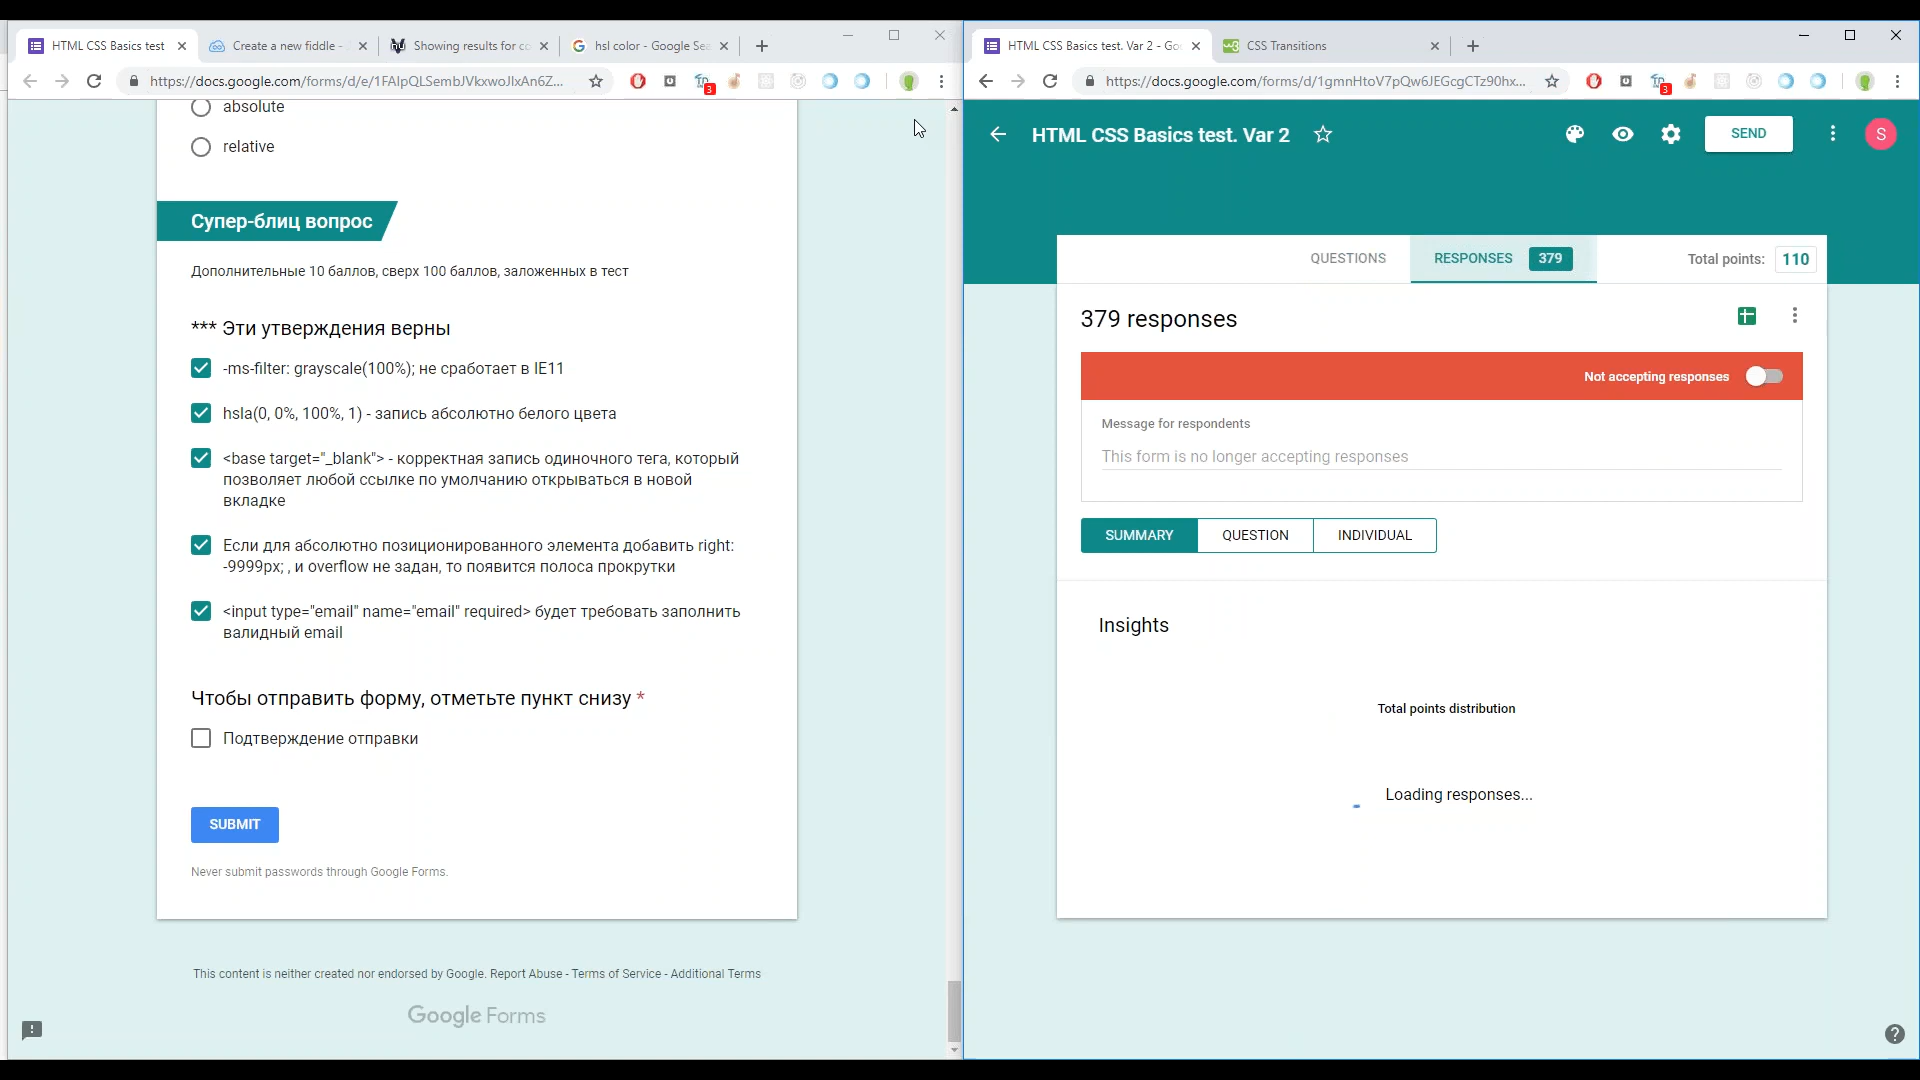 HTML CSS Basics test
Create a new fiddle -
Showing results for co
hsl color - Google Sea
https://docs.google.com/forms/d/e/1FAIpQLSembJVkxwoJIxAn6Z...
3
absolute
relative
Супер-блиц вопрос
Дополнительные 10 баллов, сверх 100 баллов, заложенных в тест
*** Эти утверждения верны
-ms-filter: grayscale(100%); не сработает в IE11
hsla(0, 0%, 100%, 1) - запись абсолютно белого цвета
<base target="_blank"> - корректная запись одиночного тега, который
позволяет любой ссылке по умолчанию открываться в новой
вкладке
Если для абсолютно позиционированного элемента добавить right:
-9999px; , и overflow не задан, то появится полоса прокрутки
<input type="email" name="email" required> будет требовать заполнить
валидный email
Чтобы отправить форму, отметьте пункт снизу *
Подтверждение отправки
SUBMIT
Never submit passwords through Google Forms.
This content is neither created nor endorsed by Google. Report Abuse - Terms of Service - Additional Terms
Google Forms
HTML CSS Basics test. Var 2 - Goo
CSS Transitions
https://docs.google.com/forms/d/1gmnHtoV7pQw6JEGcgCTz90hx...
3
HTML CSS Basics test. Var 2
SEND
S
QUESTIONS
RESPONSES 379
Total points: 110
379 responses
Not accepting responses
Message for respondents
This form is no longer accepting responses
SUMMARY
QUESTION
INDIVIDUAL
Insights
Total points distribution
Loading responses...